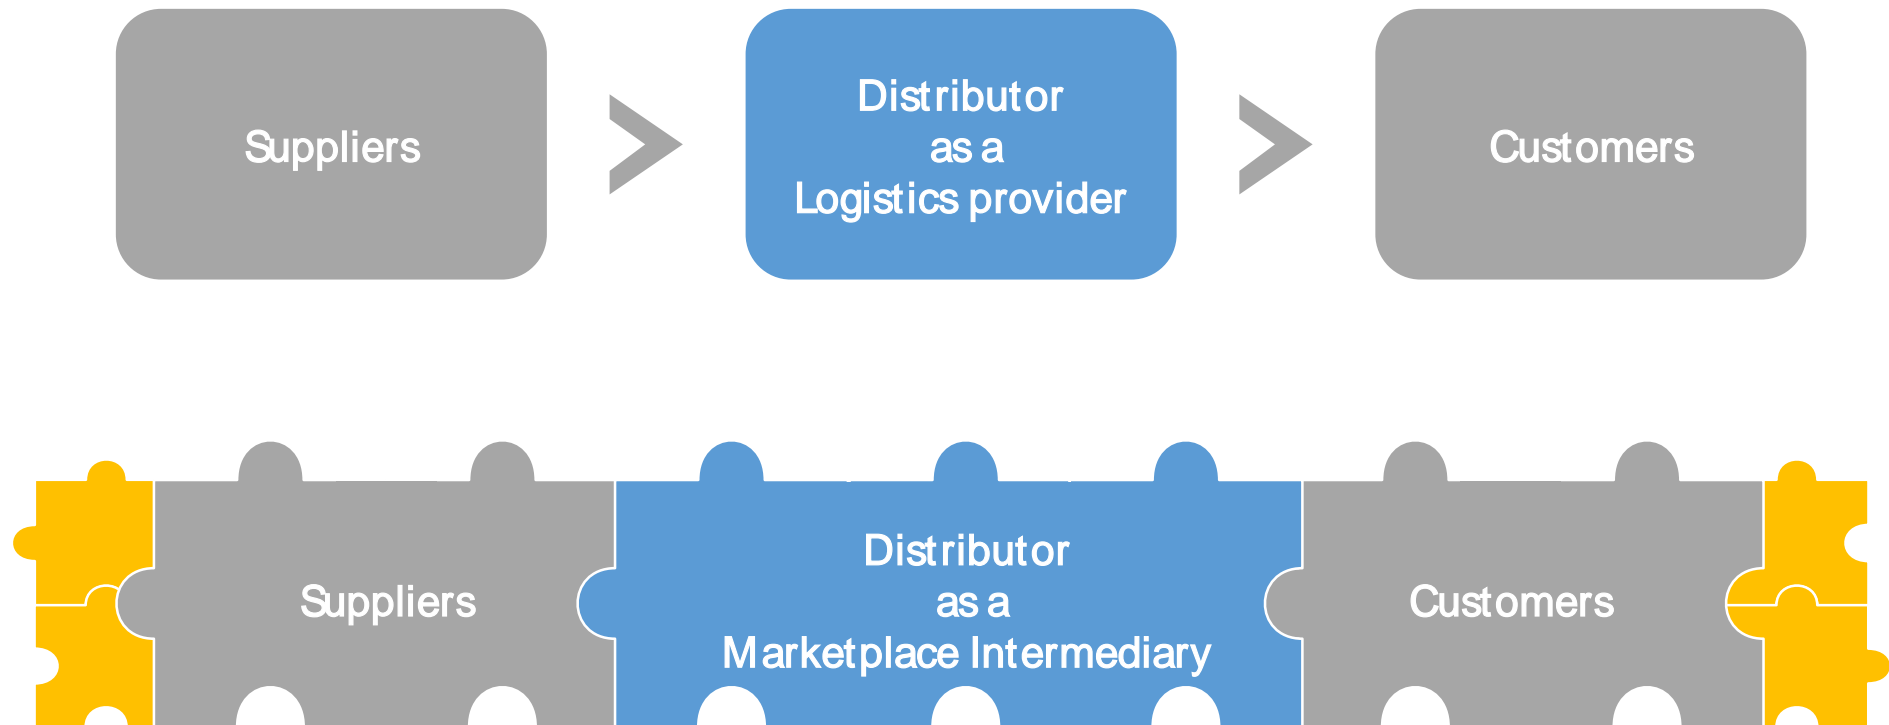 Suppliers
Distributor
as a
Logistics provider
Customers
Suppliers
Distributor
as a
Marketplace Intermediary
Customers